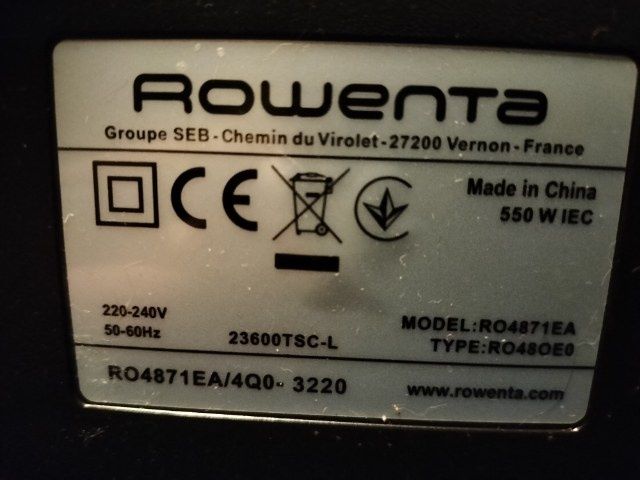 Rowenta
Groupe SEB - Chemin du Virolet - 27200 Vernon - France
CE
Made in China
550 W IEC
220-240V
50-60Hz
23600TSC-L
MODEL:RO4871EA
TYPE:RO48OE0
RO4871EA/4Q0- 3220
www.rowenta.com